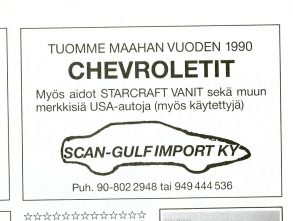 TUOMME MAAHAN VUODEN 1990
CHEVROLETIT
Myös aidot STARCRAFT VANIT sekä muun
merkkisiä USA-autoja (myös käytettyjä)
SCAN-GULF IMPORT KY
Puh. 90-802 2948 tai 949 444 536